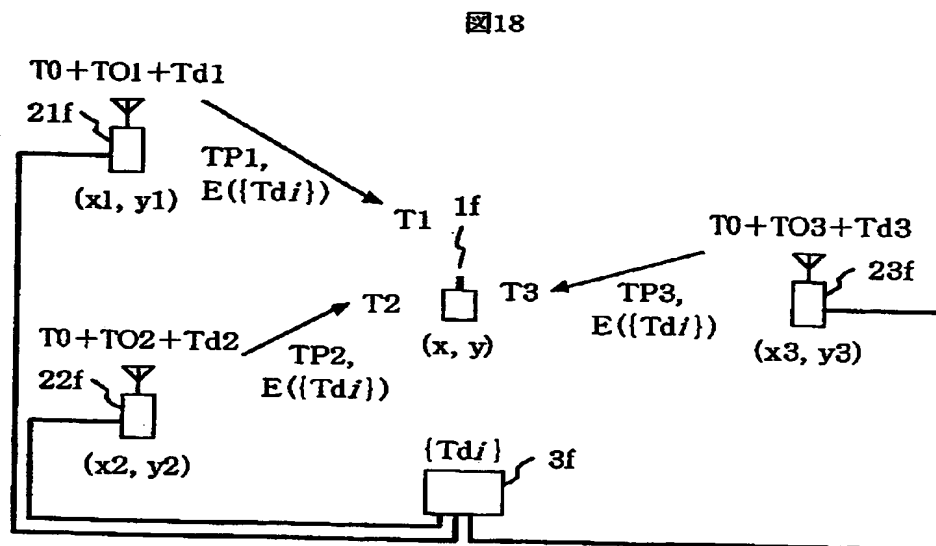 図18
T0+TO1+Td1
21f
TP1,
E({Tdi})
(x1, y1)
T1
1f
T0+TO3+Td3
23f
T3
TP3,
E({Tdi})
(x3, y3)
T2
(x, y)
T0+TO2+Td2
22f
TP2,
E({Tdi})
(x2, y2)
{Tdi}
3f